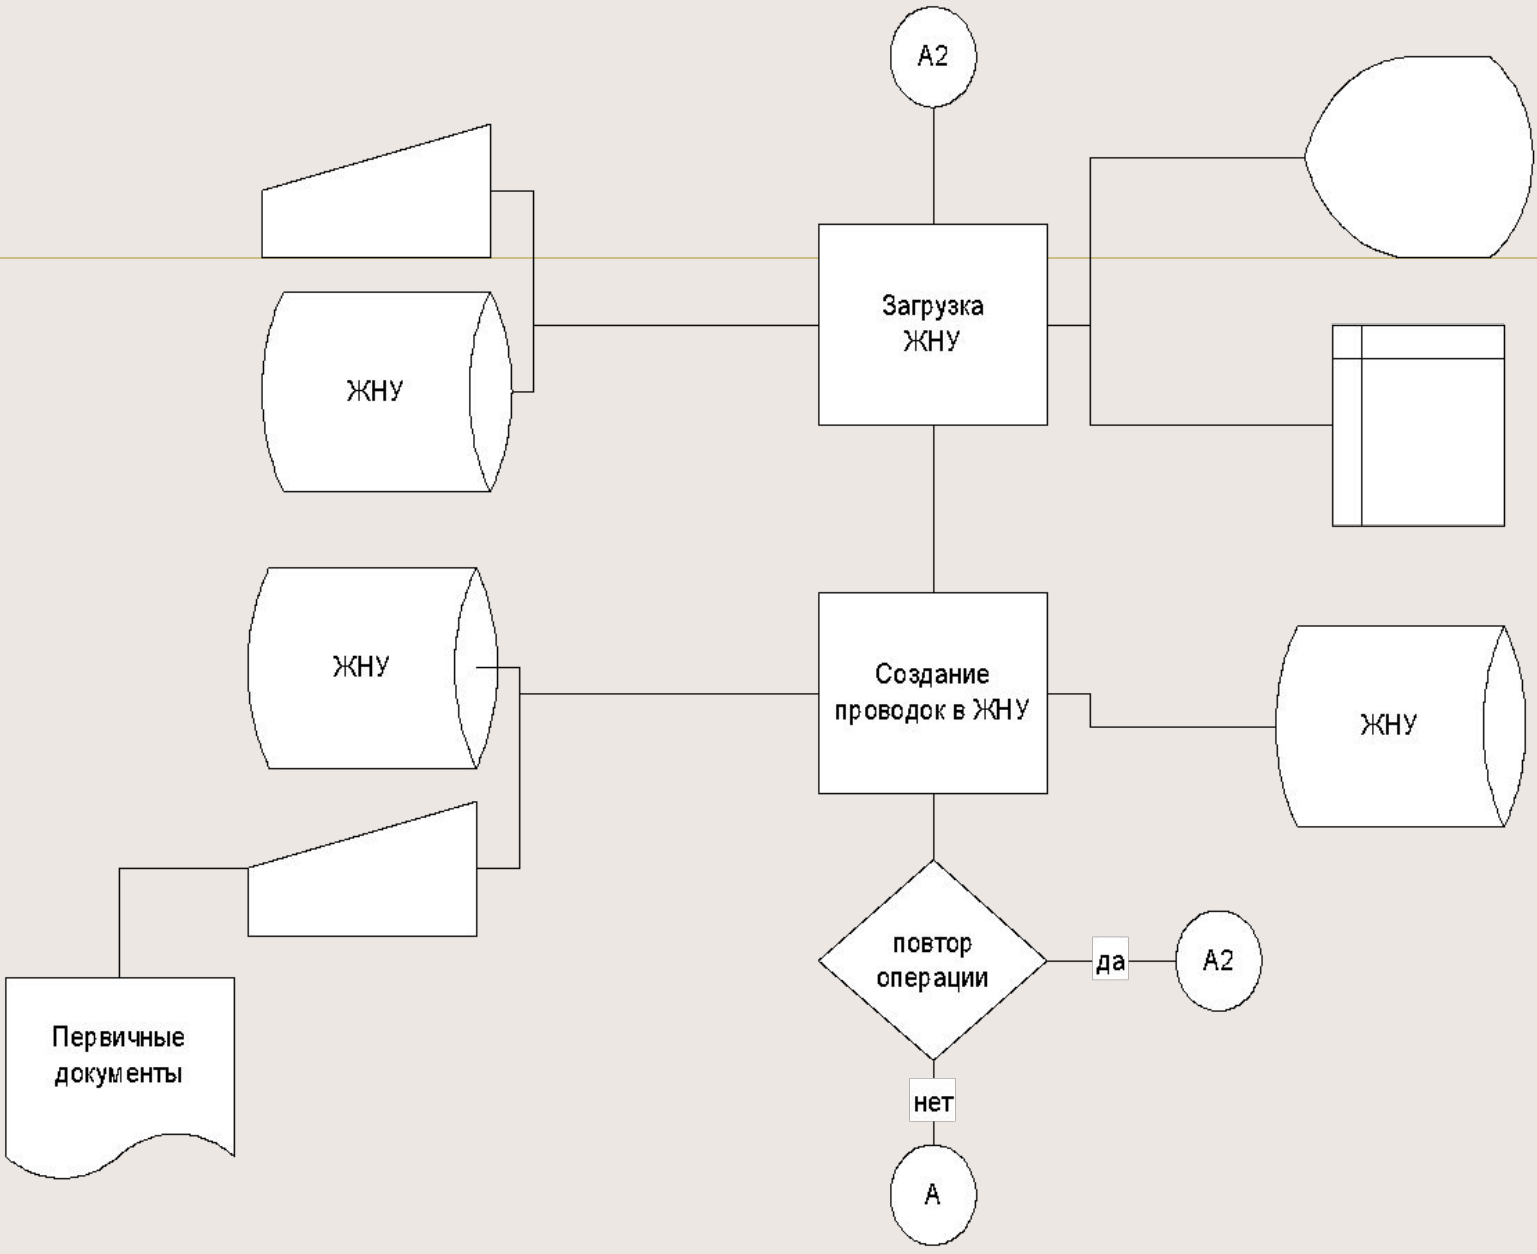 А2
Загрузка
ЖНУ
ЖНУ
ЖНУ
Создание
проводок в ЖНУ
ЖНУ
повтор
операции
да
А2
Первичные
документы
нет
А